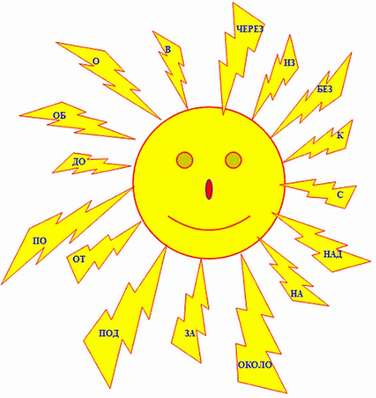 ЧЕРЕЗ
В
О
ИЗ
БЕЗ
ОБ
К
ДО
С
ПО
НАД
ОТ
НА
ПОД
ЗА
ОКОЛО